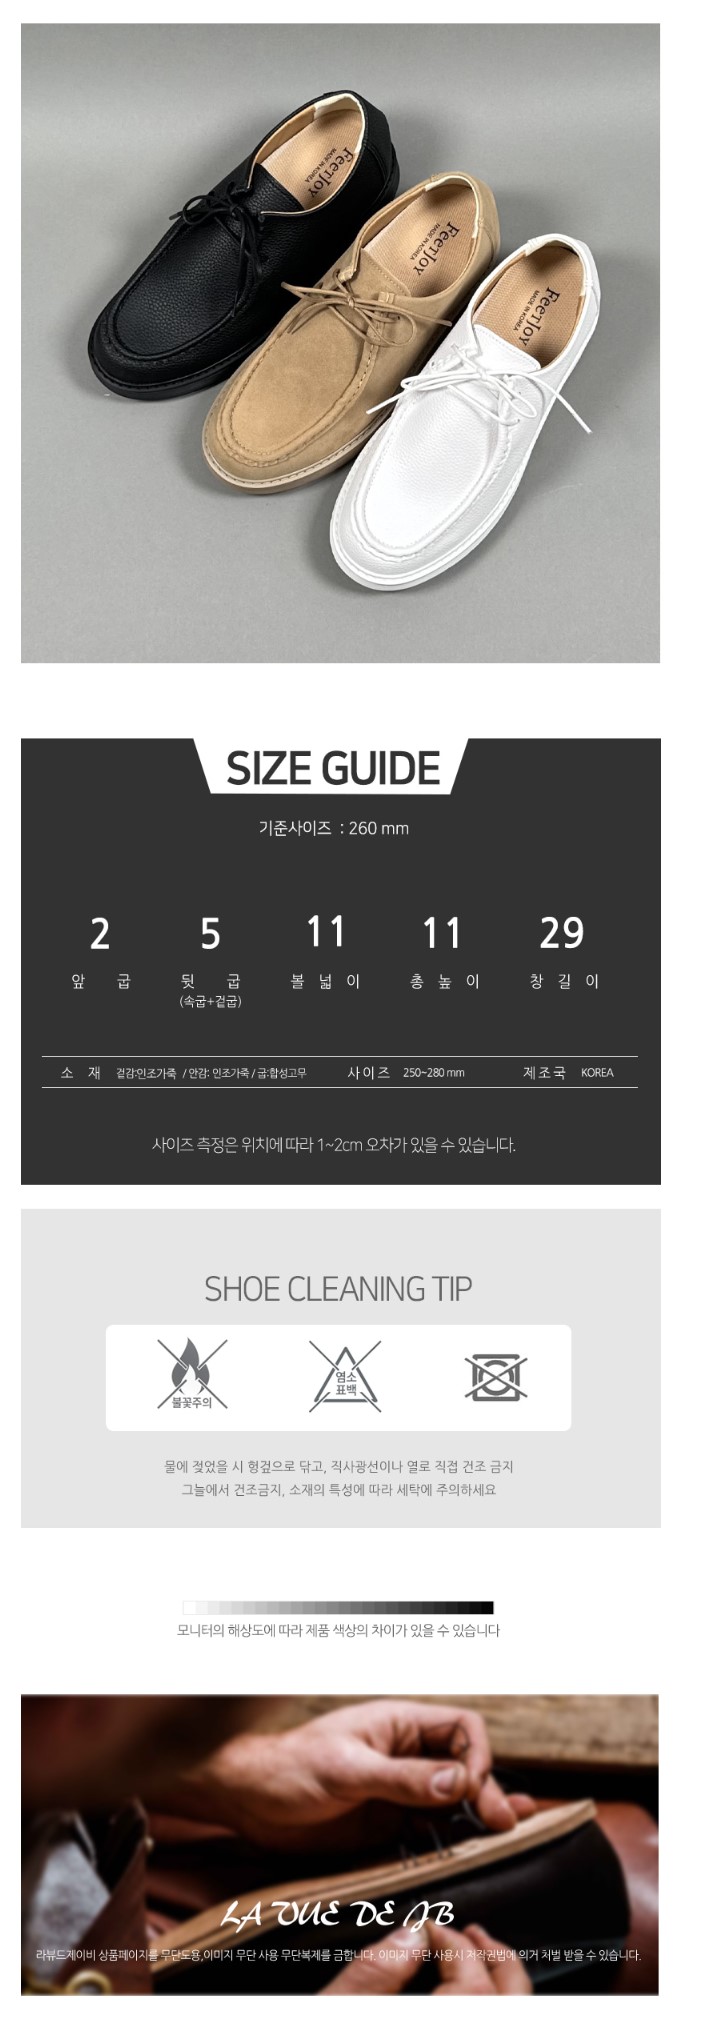 FEETJOY
MADE IN KOREA
FEETJOY
MADE IN KOREA
FEETJOY
MADE IN KOREA
SIZE GUIDE
기준사이즈 : 260 mm
2 5 11 11 29
앞 굽 뒷 굽 볼 넓 이 총 높 이 창 길 이
(속굽+겉굽)
소 재 겉감:인조가죽 / 안감: 인조가죽 / 굽:합성고무 사이즈 250~280 mm 제조국 KOREA
사이즈 측정은 위치에 따라 1~2cm 오차가 있을 수 있습니다.
SHOE CLEANING TIP
불꽃주의
염소
표백
물에 젖었을 시 헝겊으로 닦고, 직사광선이나 열로 직접 건조 금지
그늘에서 건조금지, 소재의 특성에 따라 세탁에 주의하세요
모니터의 해상도에 따라 제품 색상의 차이가 있을 수 있습니다
LA VUE DE JB
라뷰드제이비 상품페이지를 무단도용,이미지 무단 사용 무단복제를 금합니다. 이미지 무단 사용시 저작권법에 의거 처벌 받을 수 있습니다.